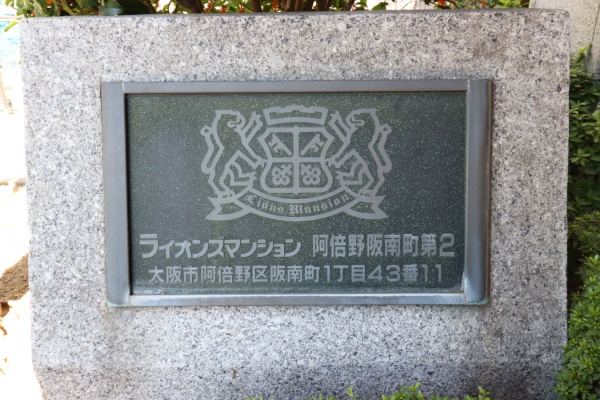 Lions Mansion
ライオンズマンション 阿倍野阪南町第2
大阪市阿倍野区阪南町1丁目43番11